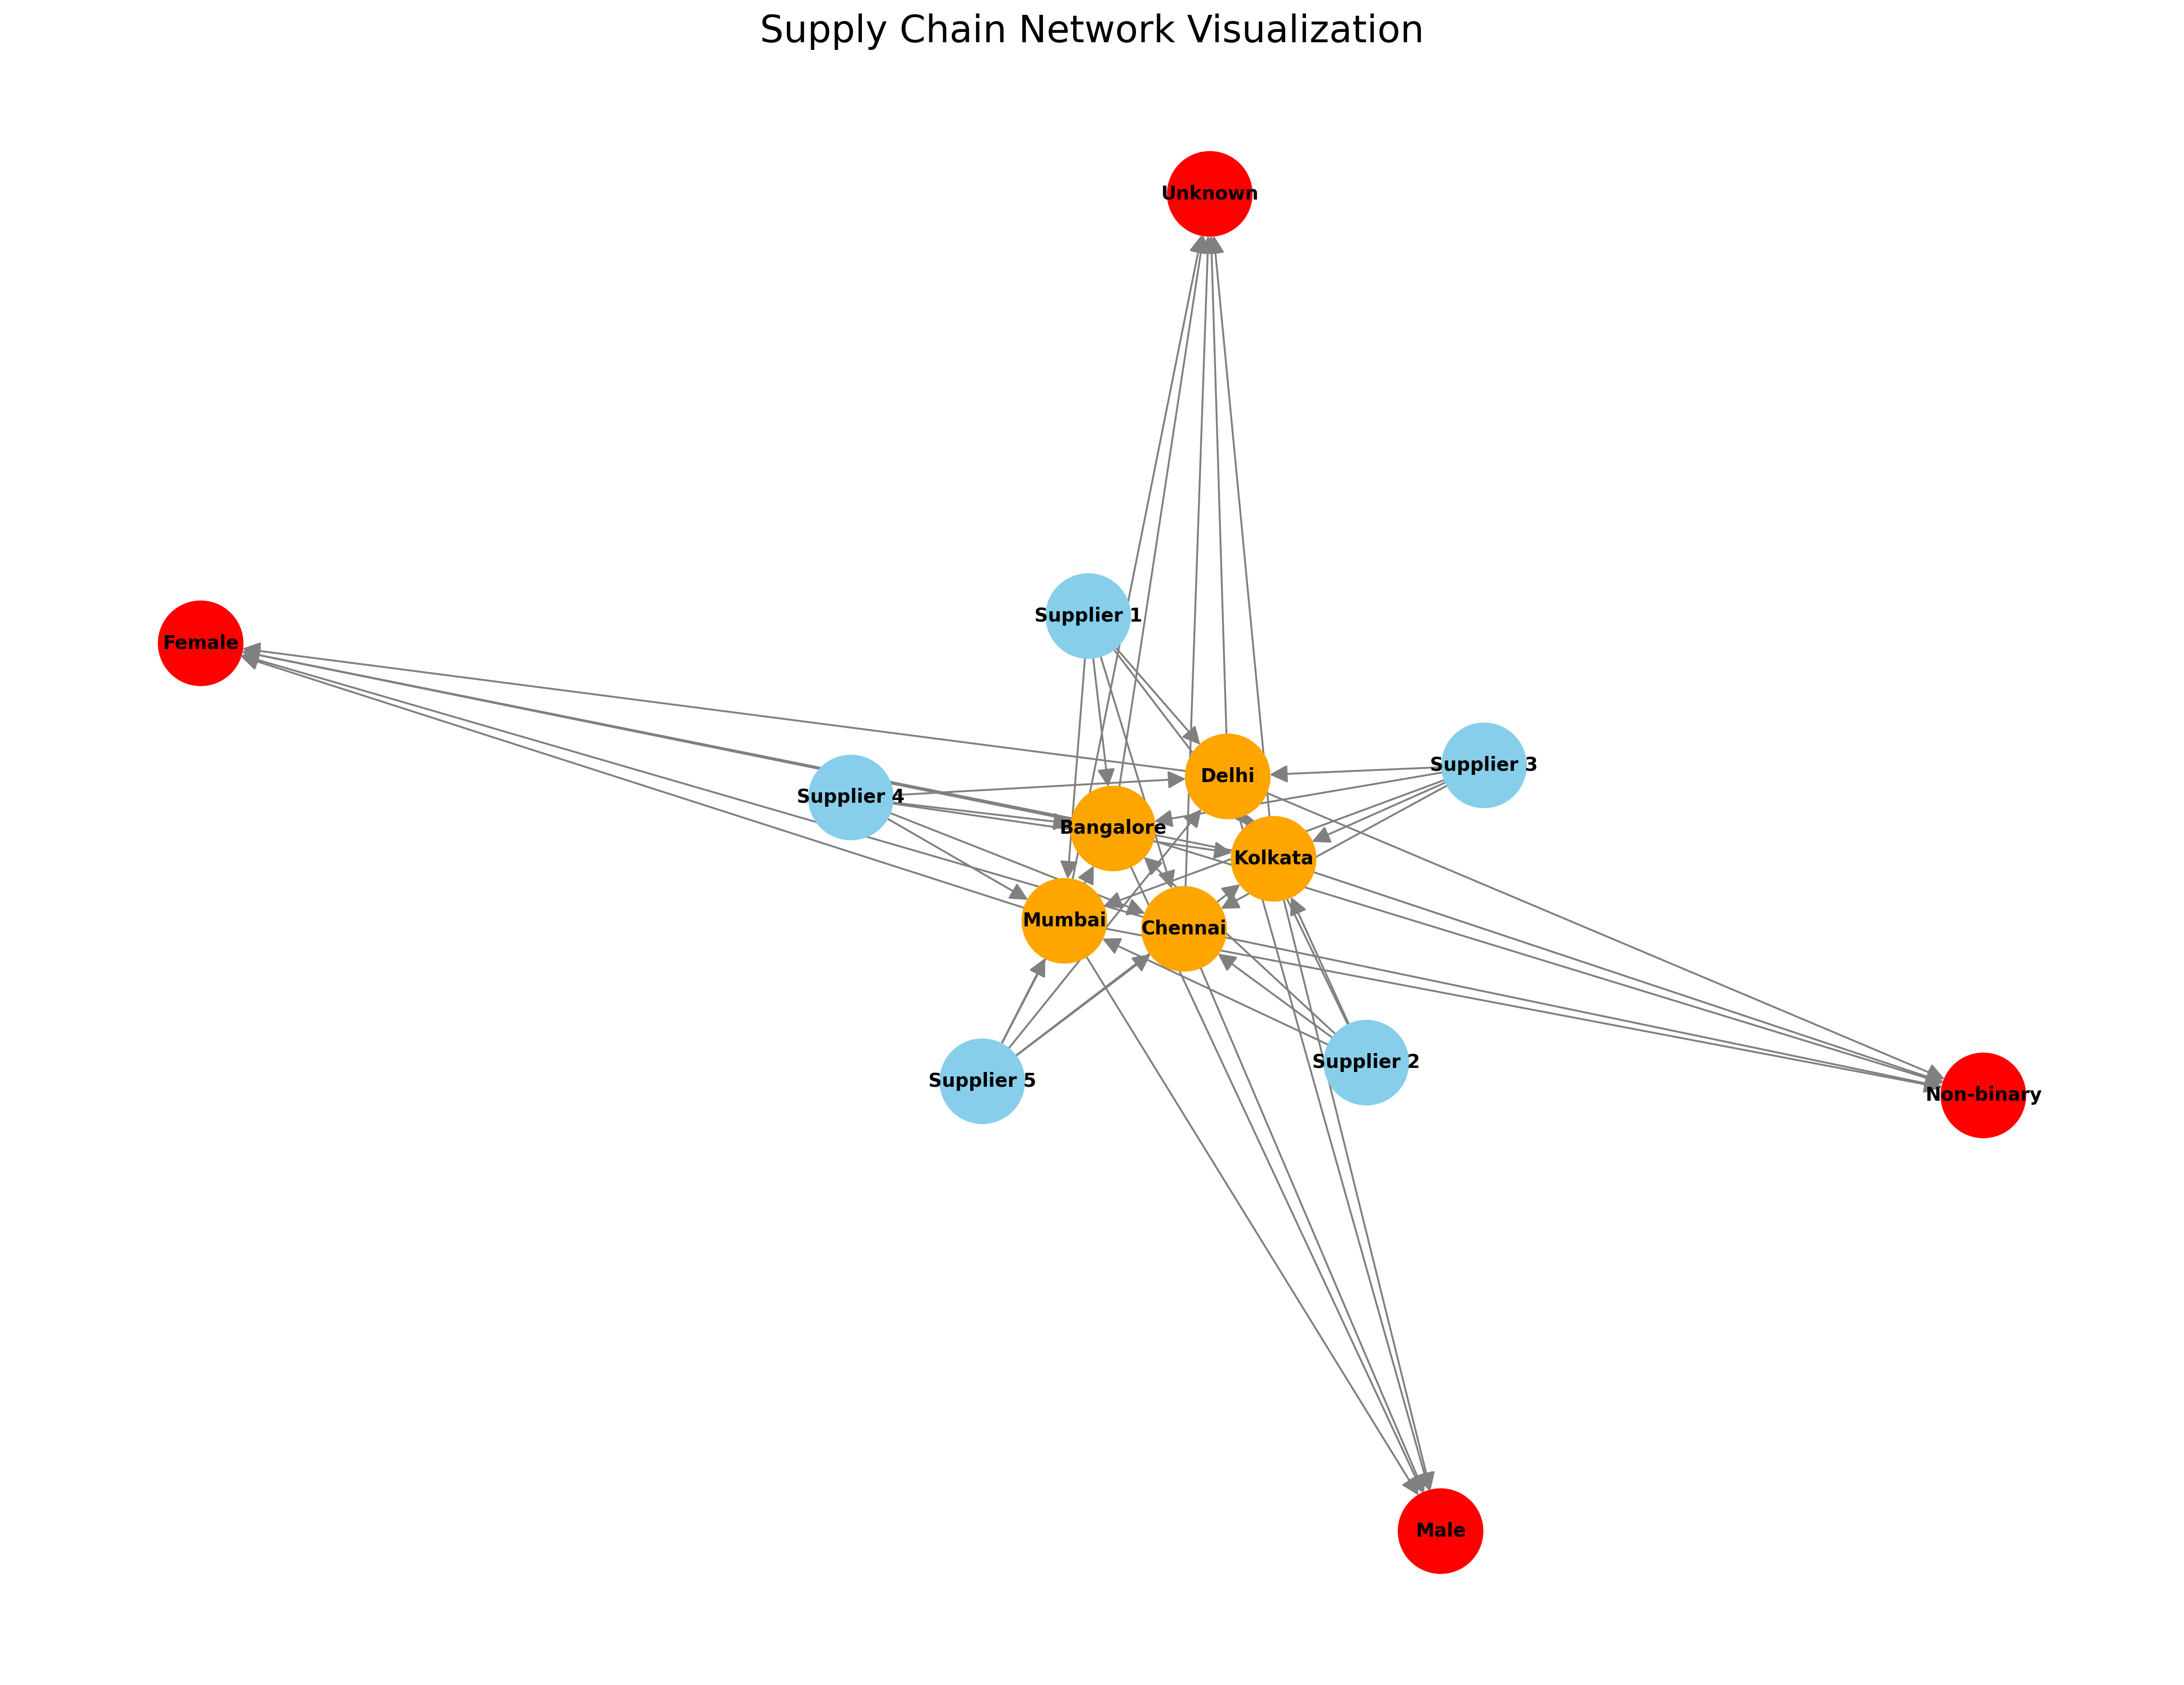 Supply Chain Network Visualization
Unknown
Supplier 1
Female
Supplier 3
Delhi
Supplier 4
Bangalore
Kolkata
Mumbai
Chennai
Supplier 2
Supplier 5
Non-binary
Male